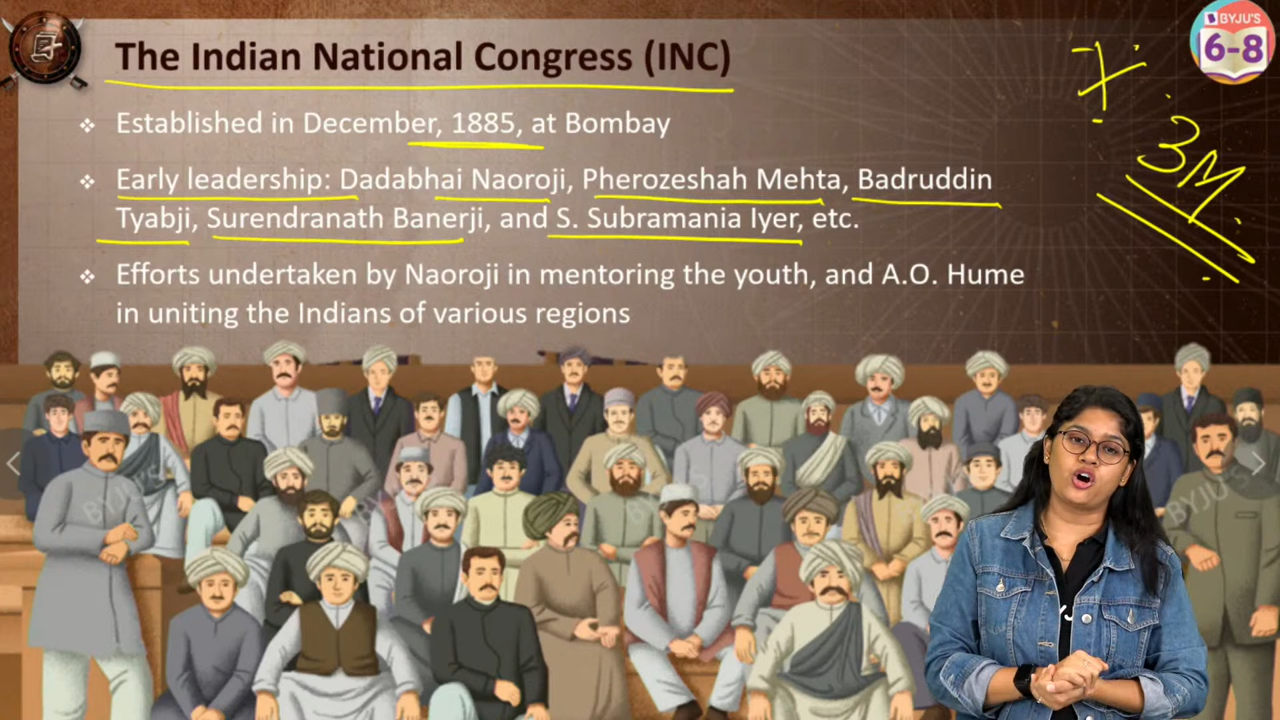 The Indian National Congress (INC)
BYJU'S
6-8
❖ Established in December, 1885, at Bombay
3M
❖ Early leadership: Dadabhai Naoroji, Pherozeshah Mehta, Badruddin
Tyabji, Surendranath Banerji, and S. Subramania Iyer, etc.
❖ Efforts undertaken by Naoroji in mentoring the youth, and A.O. Hume
in uniting the Indians of various regions
BYJU'S
BYJU'S